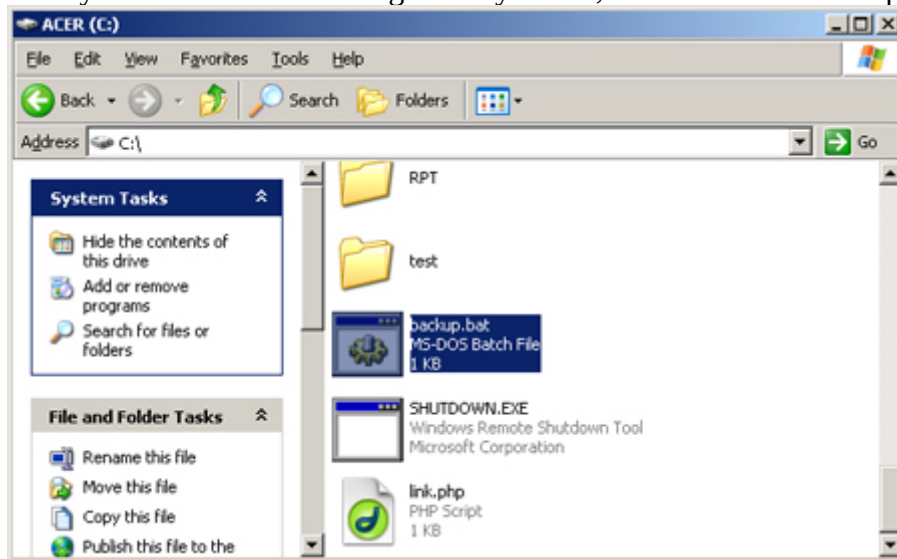 ACER (C:)
File Edit View Favorites Tools Help
Back Search Folders
Address C:\ Go
System Tasks
Hide the contents of
this drive
Add or remove
programs
Search for files or
folders
File and Folder Tasks
Rename this file
Move this file
Copy this file
Publish this file to the
RPT
test
backup.bat
MS-DOS Batch File
1 KB
SHUTDOWN.EXE
Windows Remote Shutdown Tool
Microsoft Corporation
link.php
PHP Script
1 KB